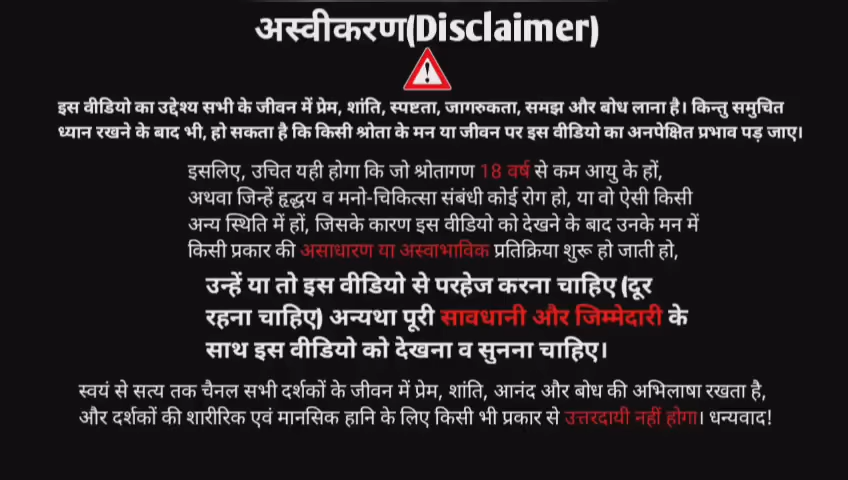 अस्वीकरण(Disclaimer)
इस वीडियो का उद्देश्य सभी के जीवन में प्रेम, शांति, स्पष्टता, जागरुकता, समझ और बोध लाना है। किन्तु समुचित
ध्यान रखने के बाद भी, हो सकता है कि किसी श्रोता के मन या जीवन पर इस वीडियो का अनपेक्षित प्रभाव पड़ जाए।
इसलिए, उचित यही होगा कि जो श्रोतागण 18 वर्ष से कम आयु के हों,
अथवा जिन्हें हृद्धय व मनो-चिकित्सा संबंधी कोई रोग हो, या वो ऐसी किसी
अन्य स्थिति में हों, जिसके कारण इस वीडियो को देखने के बाद उनके मन में
किसी प्रकार की असाधारण या अस्वाभाविक प्रतिक्रिया शुरू हो जाती हो,
उन्हें या तो इस वीडियो से परहेज करना चाहिए (दूर
रहना चाहिए) अन्यथा पूरी सावधानी और जिम्मेदारी के
साथ इस वीडियो को देखना व सुनना चाहिए।
स्वयं से सत्य तक चैनल सभी दर्शकों के जीवन में प्रेम, शांति, आनंद और बोध की अभिलाषा रखता है,
और दर्शकों की शारीरिक एवं मानसिक हानि के लिए किसी भी प्रकार से उत्तरदायी नहीं होगा। धन्यवाद!